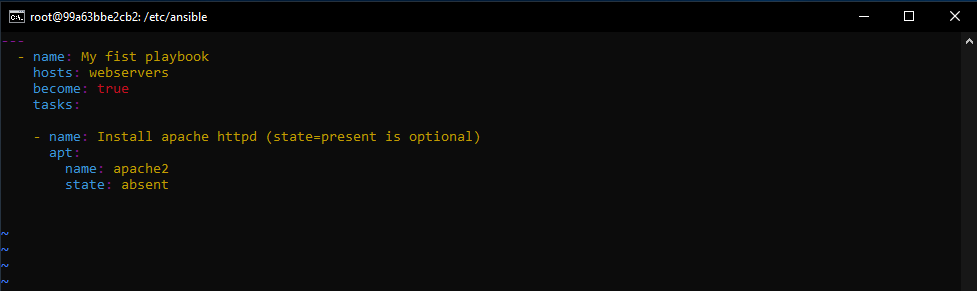 root@99a63bbe2cb2: /etc/ansible
---
  - name: My fist playbook
    hosts: webservers
    become: true
    tasks:

    - name: Install apache httpd (state=present is optional)
      apt:
        name: apache2
        state: absent


~
~
~
~